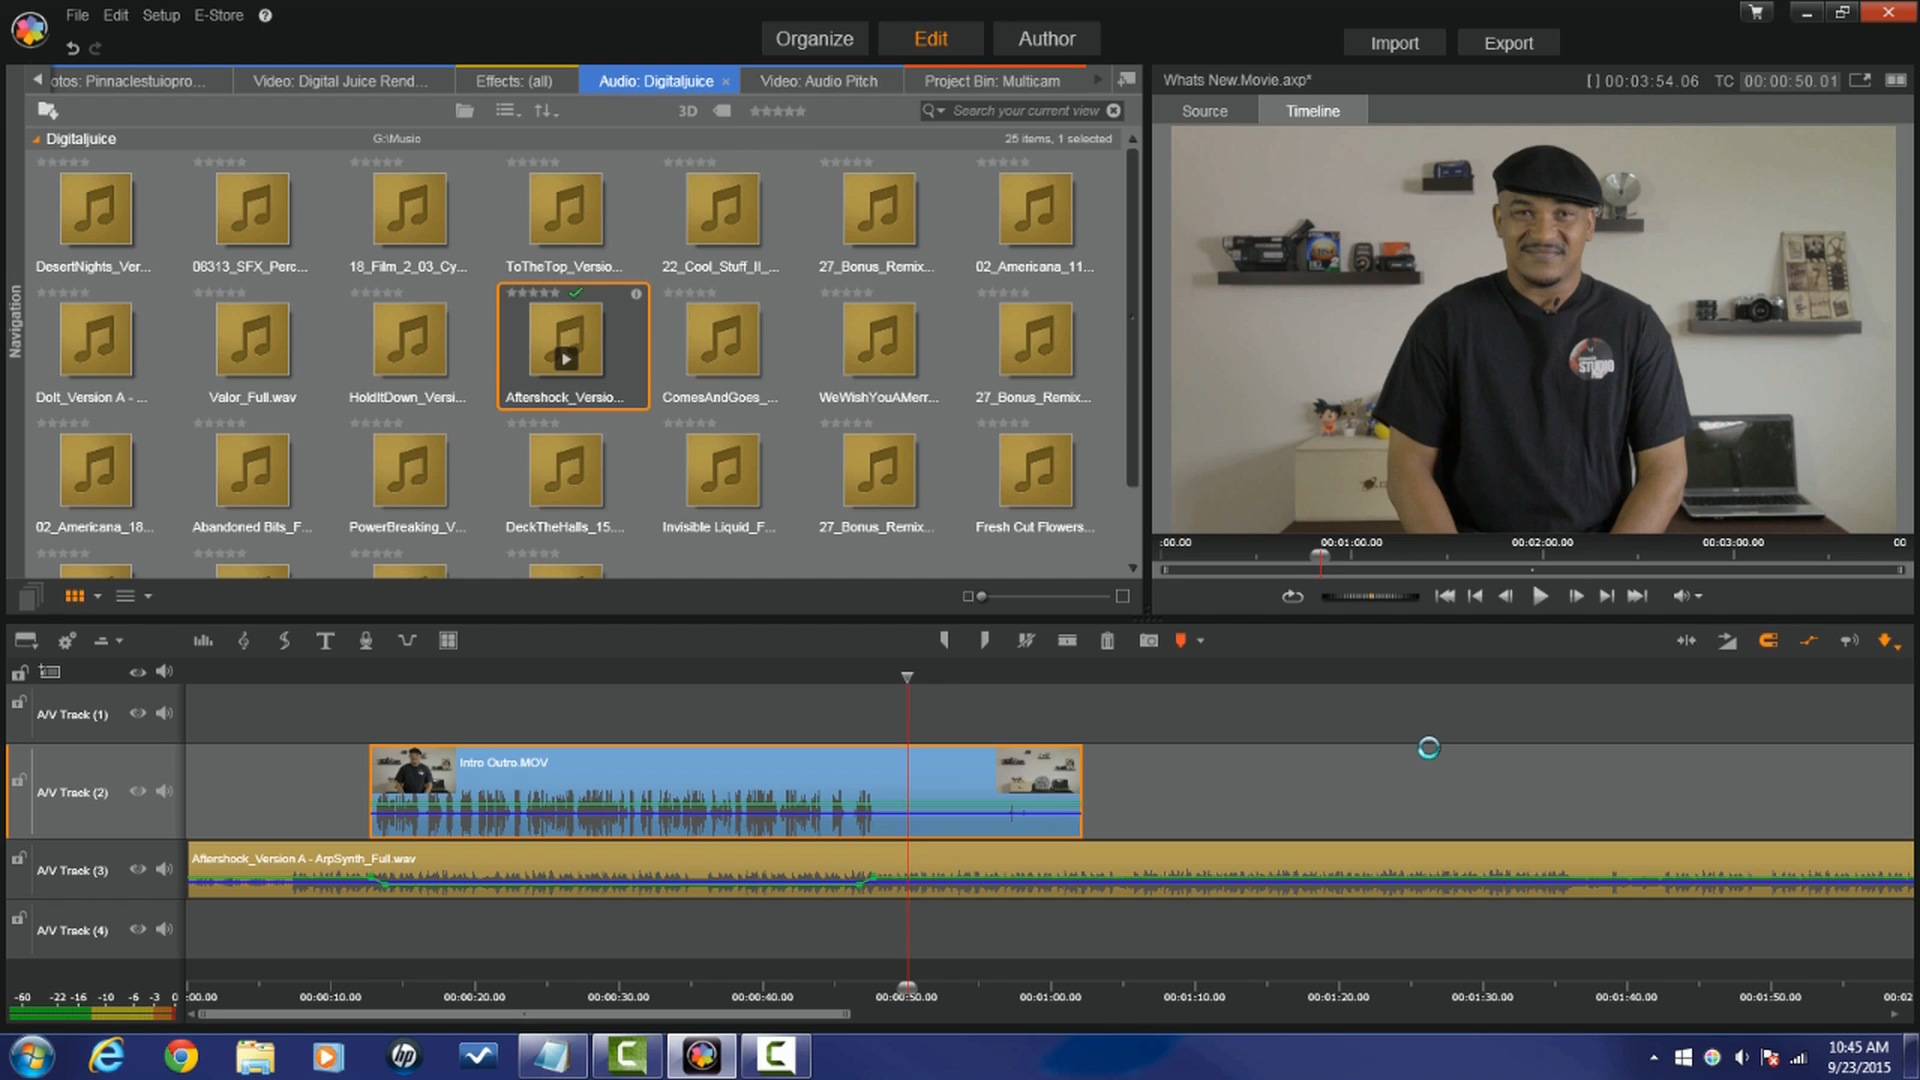 File Edit Setup E-Store ?
Organize Edit Author
Import Export
otos: Pinnaclestuiopro... Video: Digital Juice Rend... Effects: (all) Audio: Digitaljuice × Video: Audio Pitch Project Bin: Multicam
Whats New.Movie.axp* [ ] 00:03:54.06 TC 00:00:50.01
3D Search your current view
Source Timeline
Digitaljuice G:\Music 25 items, 1 selected
DesertNights_Ver... 06313_SFX_Perc... 18_Film_2_03_Cy... ToTheTop_Versio... 22_Cool_Stuff_II_... 27_Bonus_Remix... 02_Americana_11...
Navigation
DoIt_Version A - ... Valor_Full.wav HoldItDown_Versi... Aftershock_Versio... ComesAndGoes_... WeWishYouAMerr... 27_Bonus_Remix...
STUDIO
02_Americana_18... Abandoned Bits_F... PowerBreaking_V... DeckTheHalls_15.... Invisible Liquid_F... 27_Bonus_Remix... Fresh Cut Flowers...
:00.00 00:01:00.00 00:02:00.00 00:03:00.00 00
A/V Track (1)
Intro Outro.MOV
A/V Track (2)
Aftershock_Version A - ArpSynth_Full.wav
A/V Track (3)
A/V Track (4)
-60 -22 -16 -10 -6 -3 0 :00.00 00:00:10.00 00:00:20.00 00:00:30.00 00:00:40.00 00:00:50.00 00:01:00.00 00:01:10.00 00:01:20.00 00:01:30.00 00:01:40.00 00:01:50.00 00:02
hp
10:45 AM
9/23/2015